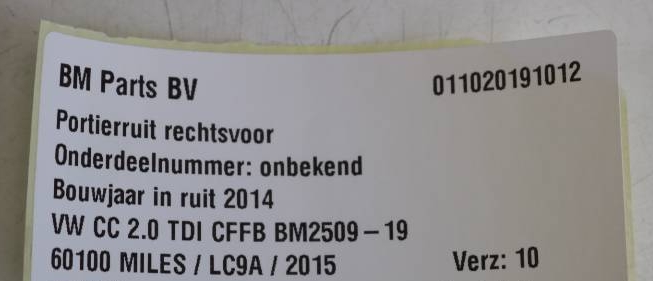 BM Parts BV 011020191012
Portierruit rechtsvoor
Onderdeelnummer: onbekend
Bouwjaar in ruit 2014
VW CC 2.0 TDI CFFB BM2509-19
60100 MILES / LC9A / 2015 Verz: 10